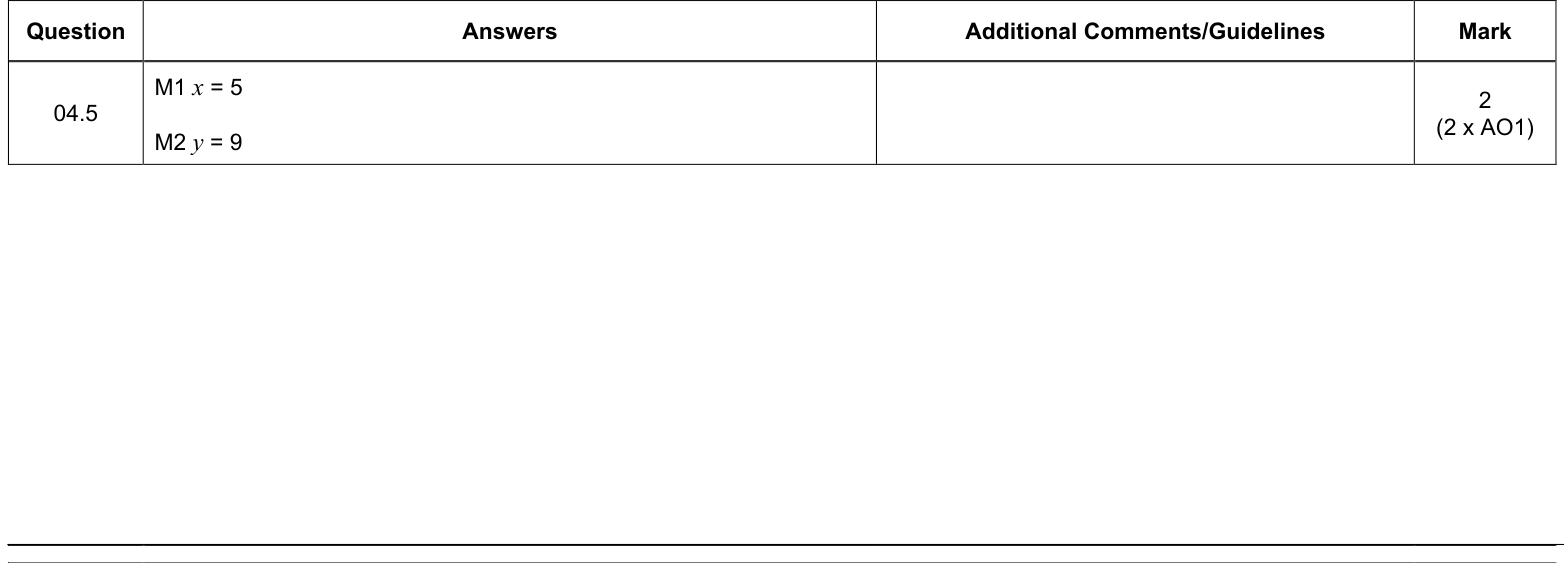 Question Answers Additional Comments/Guidelines Mark
04.5
M1 x = 5
M2 y = 9
2
(2 x AO1)